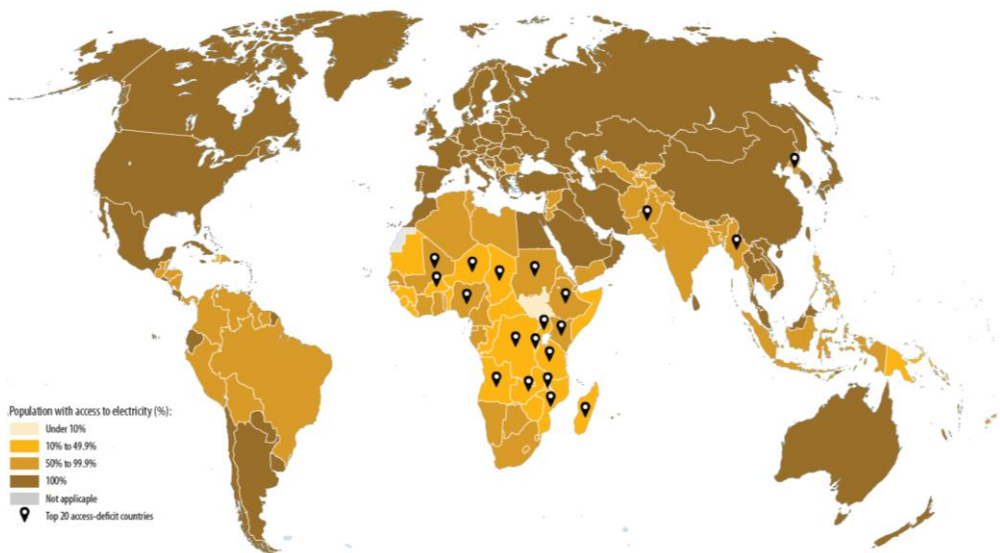 Population with access to electricity (%):
Under 10%
10% to 49.9%
50% to 99.9%
100%
Not applicaple
Top 20 access-deficit countries